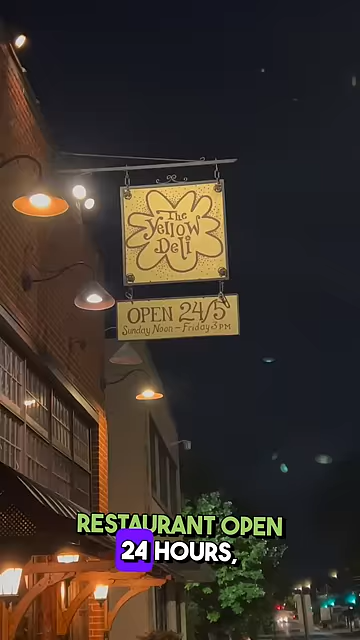 The
Yellow
Deli
OPEN 24/5
Sunday Noon – Friday 3 PM
RESTAURANT OPEN
24 HOURS,